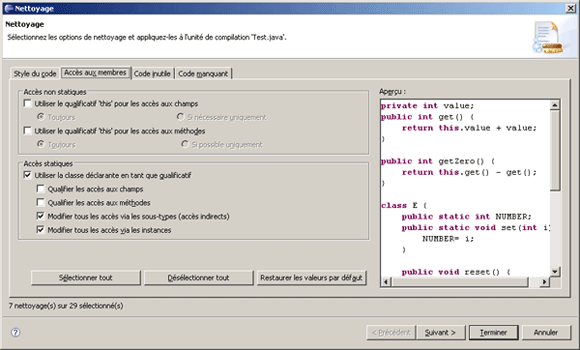 Nettoyage
Nettoyage
Sélectionnez les options de nettoyage et appliquez-les à l'unité de compilation 'Test.java'.
Style du code Accès aux membres Code inutile Code manquant
Accès non statiques
Utiliser le qualificatif 'this' pour les accès aux champs
Toutjours Si nécessaire uniquement
Utiliser le qualificatif 'this' pour les accès aux méthodes
Toujours Si possible uniquement
Accès statiques
Utiliser la classe déclarante en tant que qualificatif
Qualifier les accès aux champs
Qualifier les accès aux méthodes
Modifier tous les accès via les sous-types (accès indirects)
Modifier tous les accès via les instances
Aperçu :
private int value;
public int get() {
return this.value + value;
}
public int getZero() {
return this.get() - get();
}
class E {
public static int NUMBER;
public static void set(int i)
NUMBER= i;
}
public void reset() {
Sélectionner tout Désélectionner tout Restaurer les valeurs par défaut
7 nettoyage(s) sur 29 sélectionné(s)
? < Précédent Suivant > Terminer Annuler